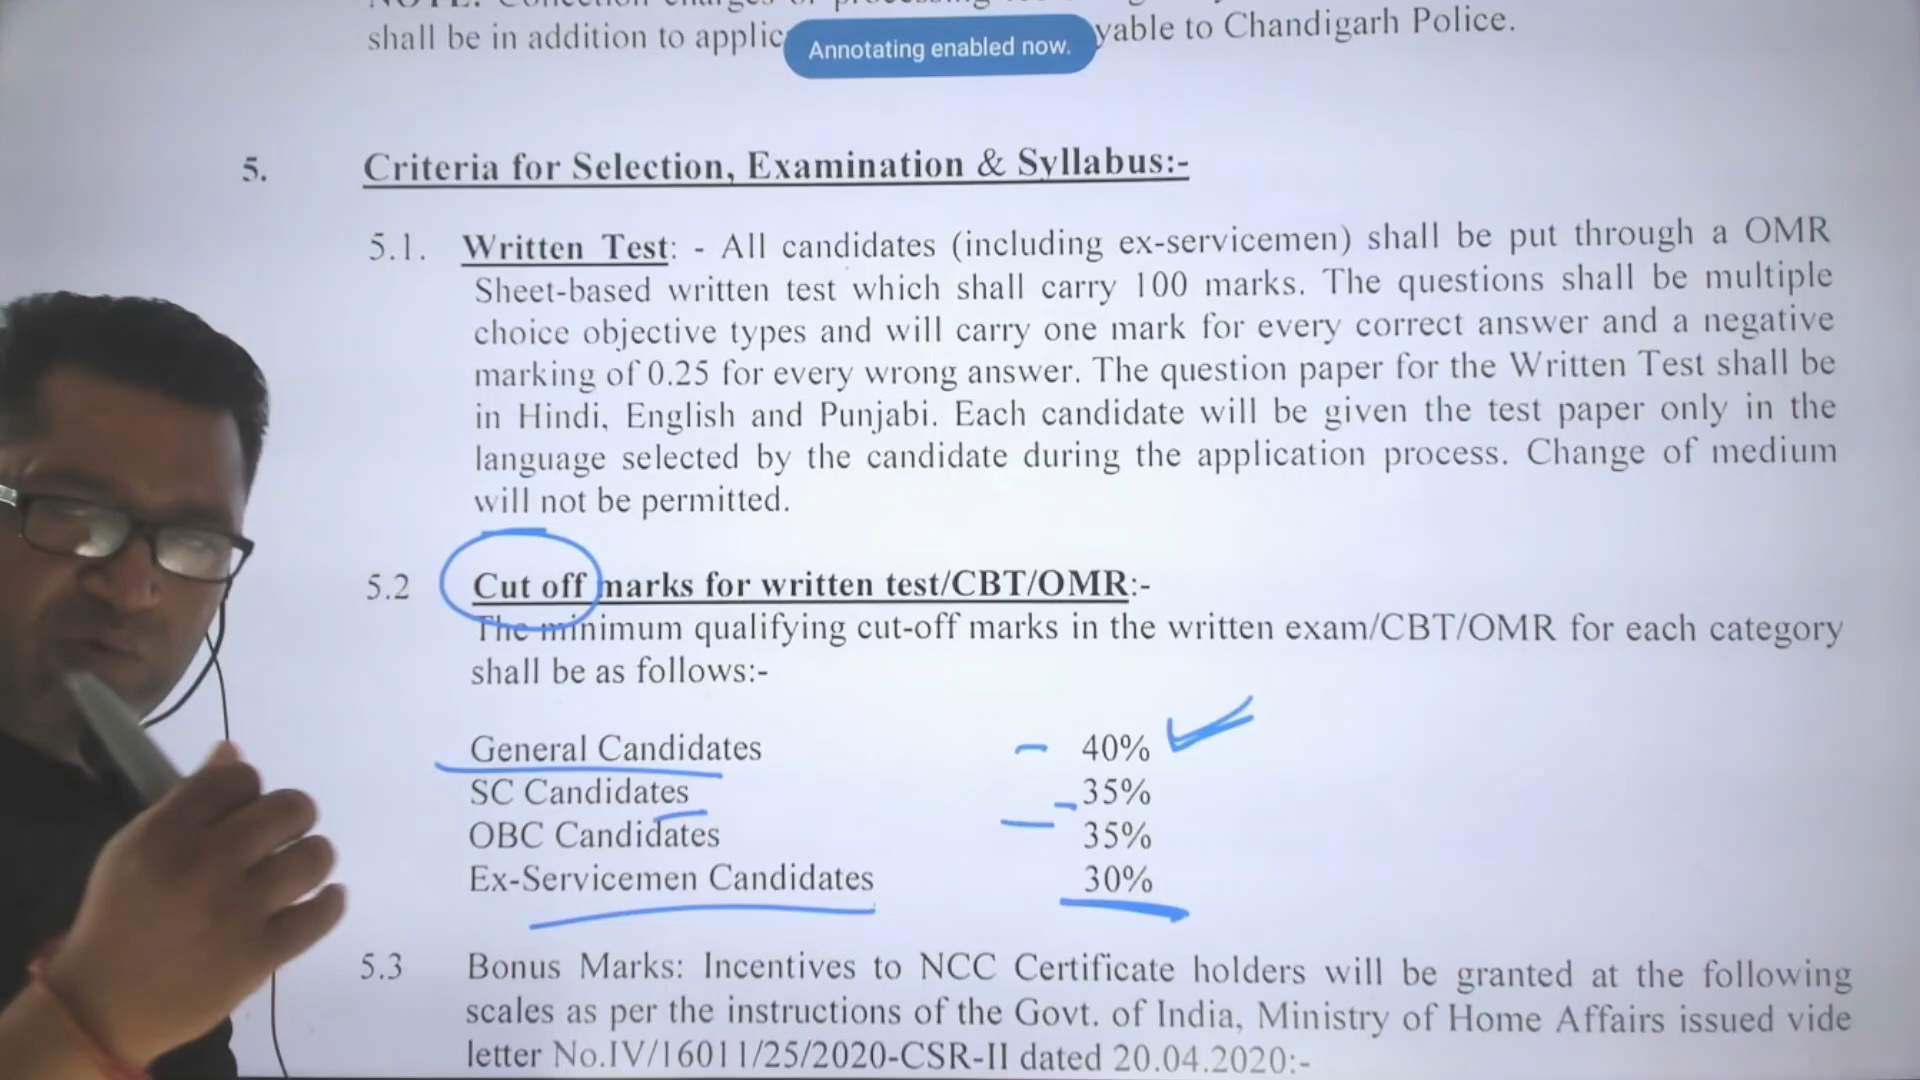 shall be in addition to applic
yable to Chandigarh Police.
Annotating enabled now.
5. Criteria for Selection, Examination & Syllabus:-
5.1. Written Test: - All candidates (including ex-servicemen) shall be put through a OMR
Sheet-based written test which shall carry 100 marks. The questions shall be multiple
choice objective types and will carry one mark for every correct answer and a negative
marking of 0.25 for every wrong answer. The question paper for the Written Test shall be
in Hindi, English and Punjabi. Each candidate will be given the test paper only in the
language selected by the candidate during the application process. Change of medium
will not be permitted.
5.2 Cut off marks for written test/CBT/OMR:-
The minimum qualifying cut-off marks in the written exam/CBT/OMR for each category
shall be as follows:-
General Candidates 40%
SC Candidates 35%
OBC Candidates 35%
Ex-Servicemen Candidates 30%
5.3 Bonus Marks: Incentives to NCC Certificate holders will be granted at the following
scales as per the instructions of the Govt. of India, Ministry of Home Affairs issued vide
letter No.IV/16011/25/2020-CSR-II dated 20.04.2020:-